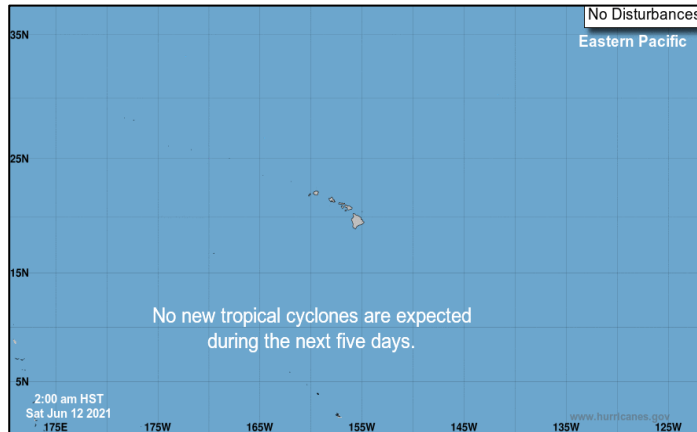 No Disturbances
35N
Eastern Pacific
25N
15N
No new tropical cyclones are expected
during the next five days.
5N
2:00 am HST
Sat Jun 12 2021
www.hurricanes.gov
175E 175W 165W 155W 145W 135W 125W